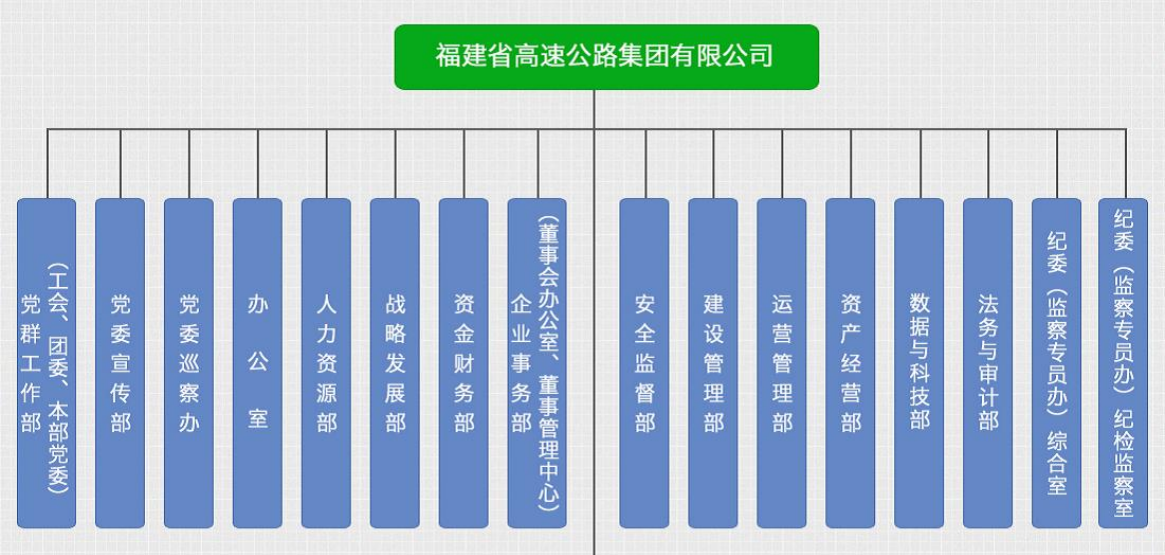 福建省高速公路集团有限公司
党群工作部
（工会、团委、本部党委）
党委宣传部
党委巡察办
办公室
人力资源部
战略发展部
资金财务部
企业事务部
（董事会办公室、董事管理中心）
安全监督部
建设管理部
运营管理部
资产经营部
数据与科技部
法务与审计部
纪委（监察专员办）综合室
纪委（监察专员办）纪检监察室